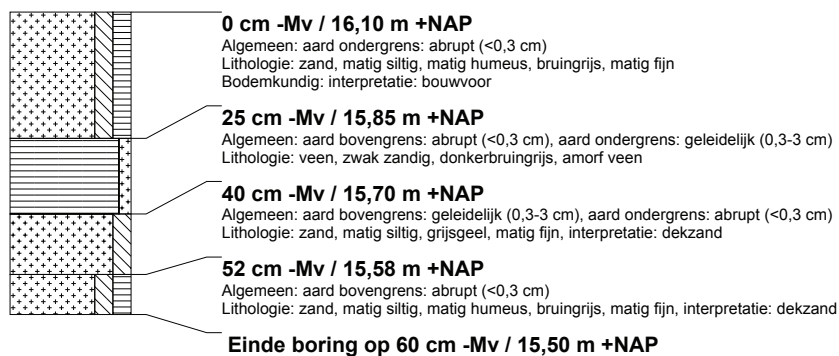 0 cm -Mv / 16,10 m +NAP
Algemeen: aard ondergrens: abrupt (<0,3 cm)
Lithologie: zand, matig siltig, matig humeus, bruingrijs, matig fijn
Bodemkundig: interpretatie: bouwvoor
25 cm -Mv / 15,85 m +NAP
Algemeen: aard bovengrens: abrupt (<0,3 cm), aard ondergrens: geleidelijk (0,3-3 cm)
Lithologie: veen, zwak zandig, donkerbruingrijs, amorf veen
40 cm -Mv / 15,70 m +NAP
Algemeen: aard bovengrens: geleidelijk (0,3-3 cm), aard ondergrens: abrupt (<0,3 cm)
Lithologie: zand, matig siltig, grijsgeel, matig fijn, interpretatie: dekzand
52 cm -Mv / 15,58 m +NAP
Algemeen: aard bovengrens: abrupt (<0,3 cm)
Lithologie: zand, matig siltig, matig humeus, bruingrijs, matig fijn, interpretatie: dekzand
Einde boring op 60 cm -Mv / 15,50 m +NAP